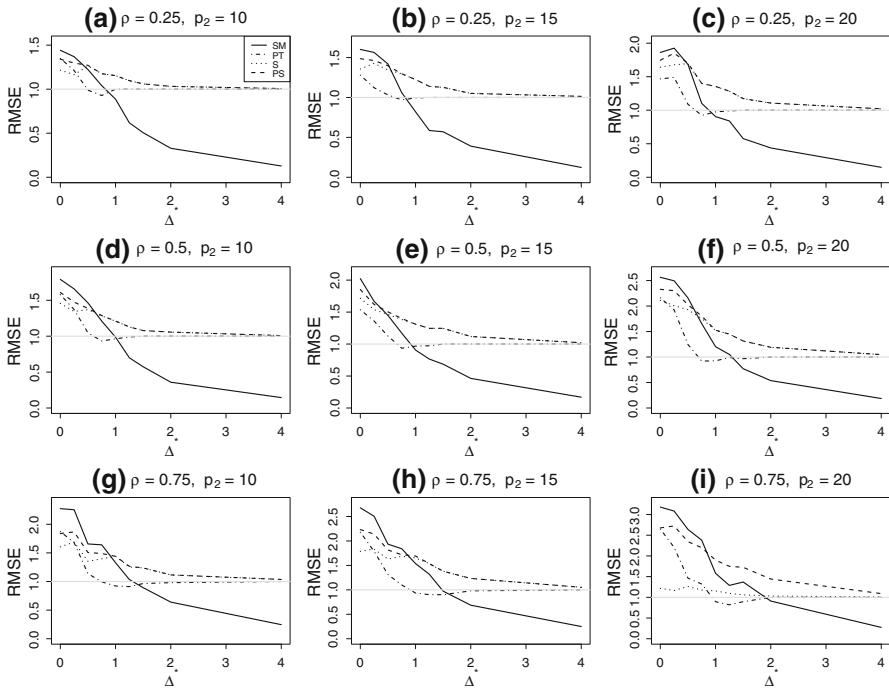 (a) ρ = 0.25, p2 = 10
RMSE
0.0 0.5 1.0 1.5
0 1 2 3 4
Δ*
SM
PT
S
PS
(b) ρ = 0.25, p2 = 15
RMSE
0.0 0.5 1.0 1.5
0 1 2 3 4
Δ*
(c) ρ = 0.25, p2 = 20
RMSE
0.0 0.5 1.0 1.5 2.0
0 1 2 3 4
Δ*
(d) ρ = 0.5, p2 = 10
RMSE
0.0 0.5 1.0 1.5
0 1 2 3 4
Δ*
(e) ρ = 0.5, p2 = 15
RMSE
0.0 0.5 1.0 1.5 2.0
0 1 2 3 4
Δ*
(f) ρ = 0.5, p2 = 20
RMSE
0.0 0.5 1.0 1.5 2.0 2.5
0 1 2 3 4
Δ*
(g) ρ = 0.75, p2 = 10
RMSE
0.0 0.5 1.0 1.5 2.0
0 1 2 3 4
Δ*
(h) ρ = 0.75, p2 = 15
RMSE
0.0 0.5 1.0 1.5 2.0 2.5
0 1 2 3 4
Δ*
(i) ρ = 0.75, p2 = 20
RMSE
0.0 0.5 1.0 1.5 2.0 2.5 3.0
0 1 2 3 4
Δ*